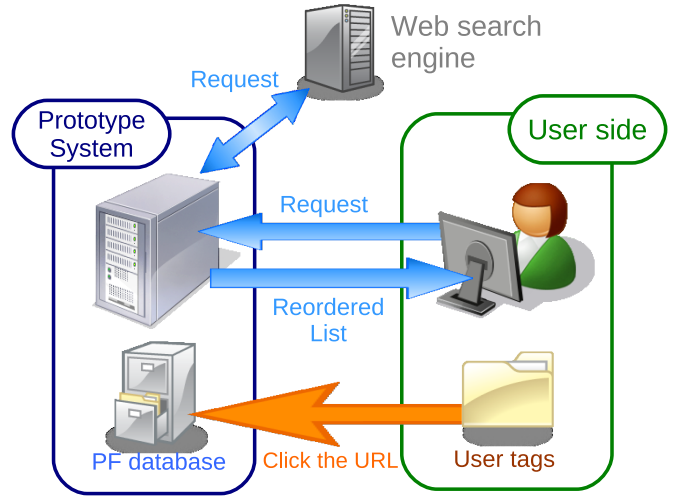 Web search
engine
Request
Prototype
System
User side
Request
Reordered
List
PF database
Click the URL
User tags